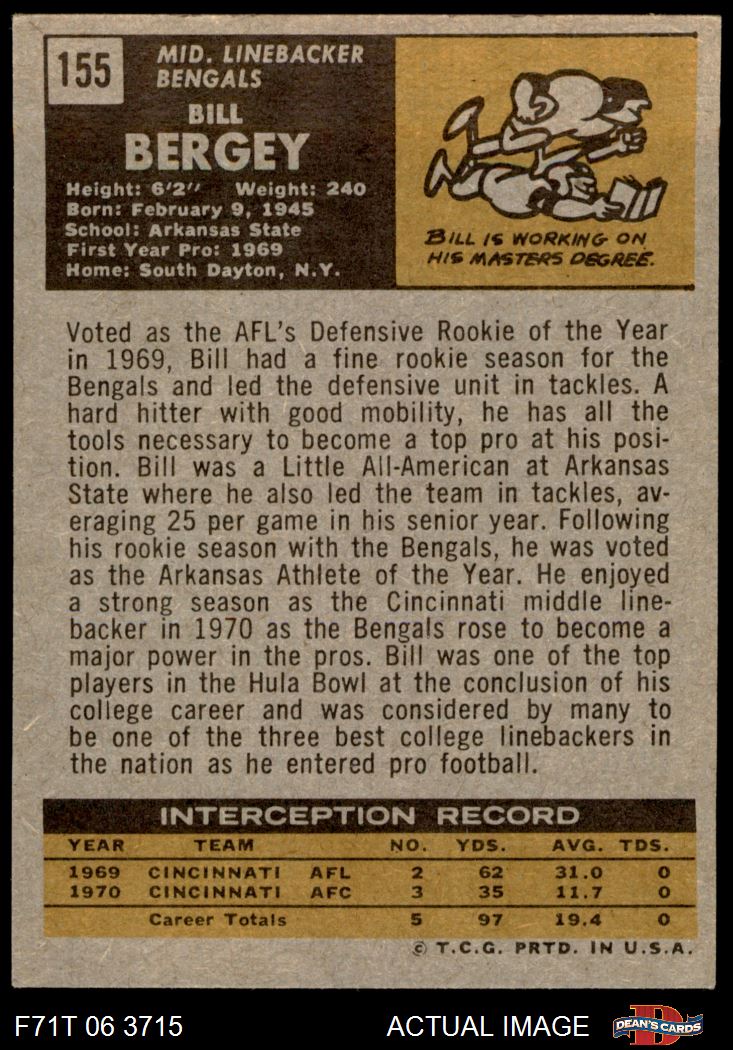 155
MID. LINEBACKER
BENGALS
BILL
BERGEY
Height: 6'2" Weight: 240
Born: February 9, 1945
School: Arkansas State
First Year Pro: 1969
Home: South Dayton, N.Y.
BILL IS WORKING ON
HIS MASTERS DEGREE.
Voted as the AFL's Defensive Rookie of the Year
in 1969, Bill had a fine rookie season for the
Bengals and led the defensive unit in tackles. A
hard hitter with good mobility, he has all the
tools necessary to become a top pro at his posi-
tion. Bill was a Little All-American at Arkansas
State where he also led the team in tackles, av-
eraging 25 per game in his senior year. Following
his rookie season with the Bengals, he was voted
as the Arkansas Athlete of the Year. He enjoyed
a strong season as the Cincinnati middle line-
backer in 1970 as the Bengals rose to become a
major power in the pros. Bill was one of the top
players in the Hula Bowl at the conclusion of his
college career and was considered by many to
be one of the three best college linebackers in
the nation as he entered pro football.
INTERCEPTION RECORD
YEAR TEAM NO. YDS. AVG. TDS.
1969 CINCINNATI AFL 2 62 31.0 0
1970 CINCINNATI AFC 3 35 11.7 0
Career Totals 5 97 19.4 0
© T.C.G. PRTD. IN U.S.A.
F71T 06 3715 ACTUAL IMAGE D DEAN'S CARDS